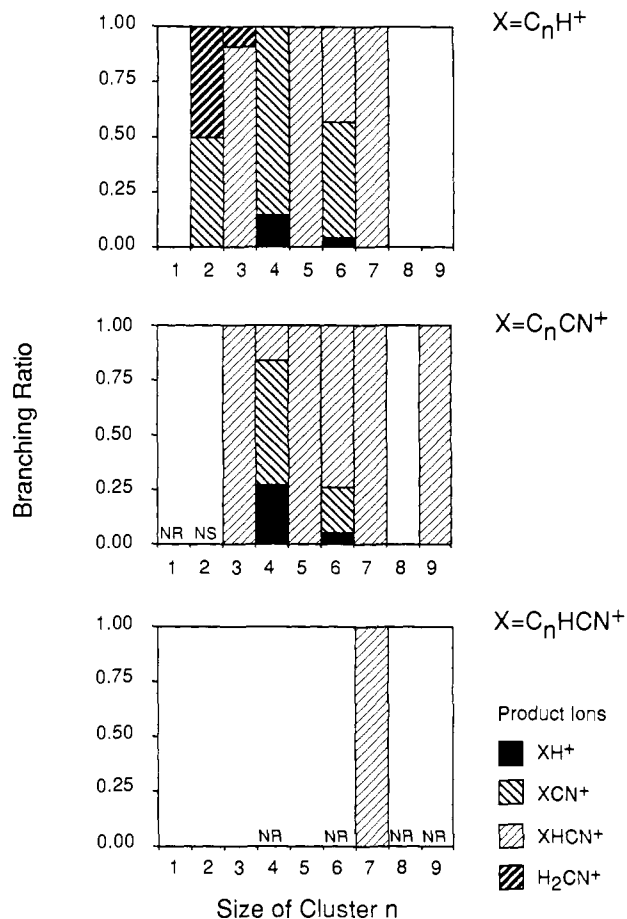 X=CnH+
1.00
0.75
0.50
0.25
0.00
1 2 3 4 5 6 7 8 9
X=CnCN+
1.00
0.75
0.50
0.25
0.00
NR NS
1 2 3 4 5 6 7 8 9
Branching Ratio
X=CnHCN+
1.00
0.75
0.50
0.25
0.00
NR NR NR NR
1 2 3 4 5 6 7 8 9
Size of Cluster n
Product Ions
XH+
XCN+
XHCN+
H2CN+